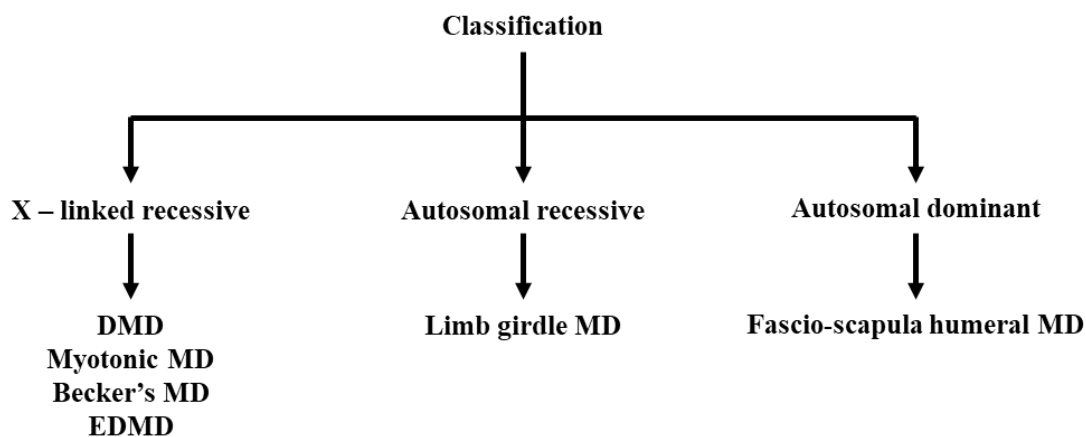 Classification
X – linked recessive
Autosomal recessive
Autosomal dominant
DMD
Myotonic MD
Becker's MD
EDMD
Limb girdle MD
Fascio-scapula humeral MD